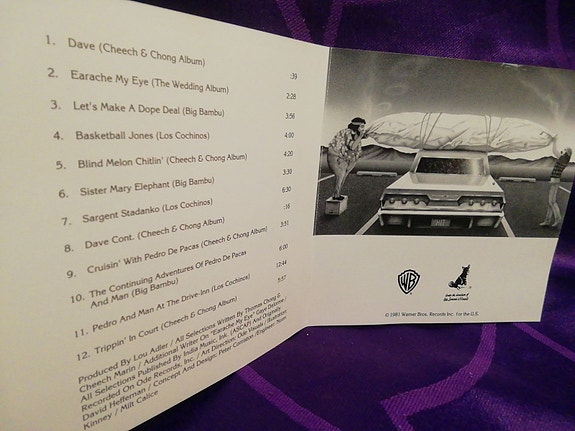 1. Dave (Cheech & Chong Album) :39
2. Earache My Eye (The Wedding Album) 2:28
3. Let's Make A Dope Deal (Big Bambu) 3:56
4. Basketball Jones (Los Cochinos) 4:00
5. Blind Melon Chitlin' (Cheech & Chong Album) 4:20
6. Sister Mary Elephant (Big Bambu) 3:30
7. Sargent Stadanko (Los Cochinos) 6:30
8. Dave Cont. (Cheech & Chong Album) :16
9. Cruisin' With Pedro De Pacas (Cheech & Chong Album) 3:51
10. The Continuing Adventures Of Pedro De Pacas
And Man (Big Bambu) 6:00
11. Pedro And Man At The Drive-Inn (Los Cochinos) 12:44
12. Trippin' In Court (Cheech & Chong Album) 5:57
Produced By Lou Adler / All Selections Written By Thomas Chong &
Cheech Marin / Additional Writer On "Earache My Eye" Gaye Delorme /
All Selections Published By India Music, Ink. (ASCAP) And Originally
Recorded On Ode Records, Inc. / Art Direction: Ode Visuals / Illustration:
David Heffernan / Concept And Design: Peter Corriston / Engineer: Norm
Kinney / Milt Calice
WB
© 1981 Warner Bros. Records Inc. for the U.S.